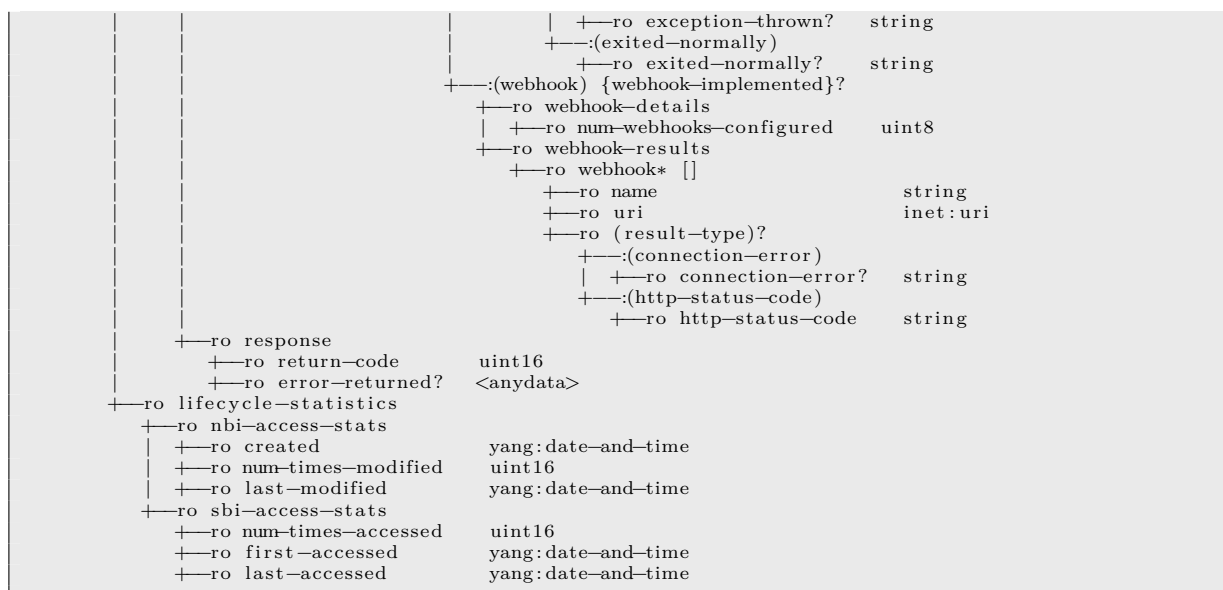 |     |                          |        |  +--ro exception-thrown?   string
|     |                          |        +--:(exited-normally)
|     |                          |           +--ro exited-normally?    string
|     |                          +--:(webhook) {webhook-implemented}?
|     |                             +--ro webhook-details
|     |                             |  +--ro num-webhooks-configured    uint8
|     |                             +--ro webhook-results
|     |                                +--ro webhook* []
|     |                                   +--ro name                      string
|     |                                   +--ro uri                       inet:uri
|     |                                   +--ro (result-type)?
|     |                                      +--:(connection-error)
|     |                                      |  +--ro connection-error?   string
|     |                                      +--:(http-status-code)
|     |                                         +--ro http-status-code    string
|     +--ro response
|        +--ro return-code       uint16
|        +--ro error-returned?   <anydata>
+--ro lifecycle-statistics
   +--ro nbi-access-stats
   |  +--ro created               yang:date-and-time
   |  +--ro num-times-modified    uint16
   |  +--ro last-modified         yang:date-and-time
   +--ro sbi-access-stats
      +--ro num-times-accessed    uint16
      +--ro first-accessed        yang:date-and-time
      +--ro last-accessed         yang:date-and-time